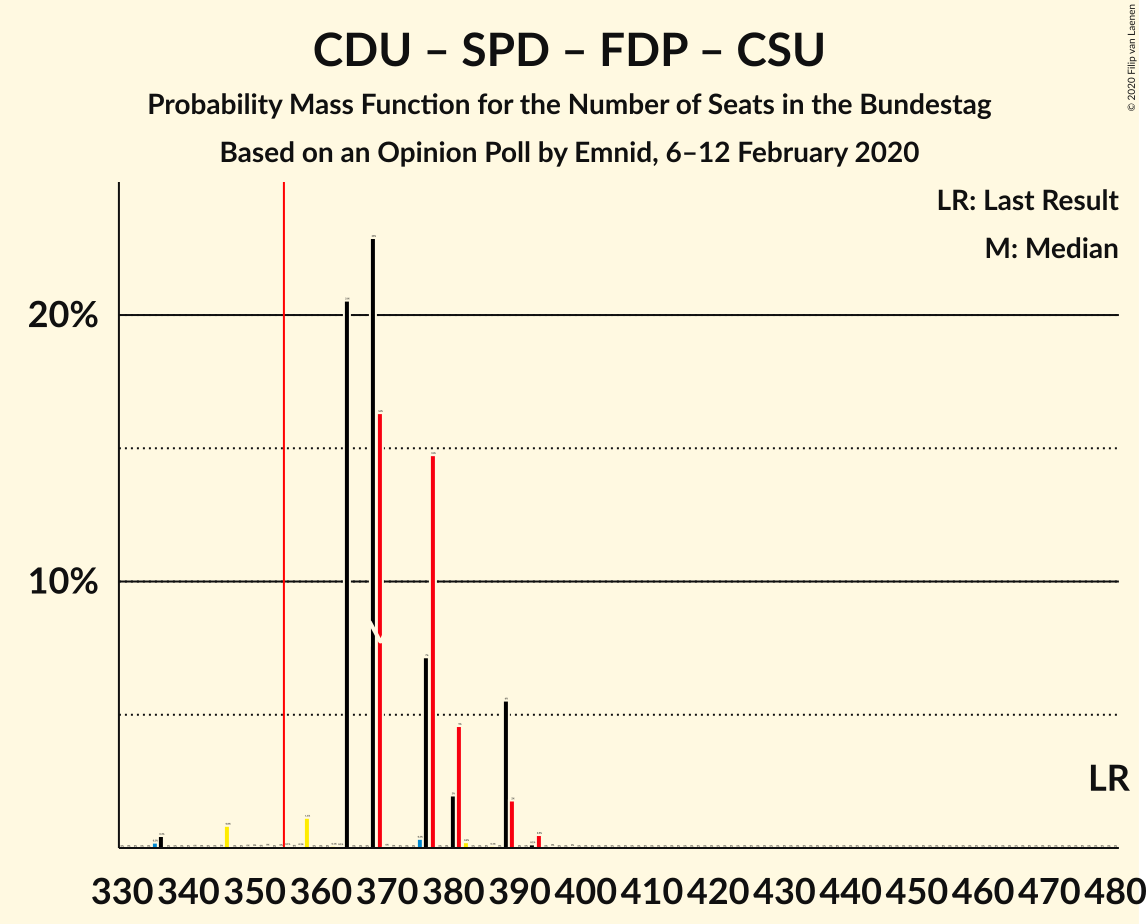 CDU – SPD – FDP – CSU
Probability Mass Function for the Number of Seats in the Bundestag
Based on an Opinion Poll by Emnid, 6–12 February 2020
© 2020 Filip van Laenen
LR: Last Result
M: Median
20%
10%
LR
330 340 350 360 370 380 390 400 410 420 430 440 450 460 470 480